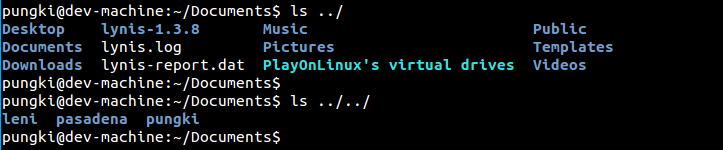 pungki@dev-machine:~/Documents$ ls ../
Desktop    lynis-1.3.8       Music                        Public
Documents  lynis.log         Pictures                     Templates
Downloads  lynis-report.dat  PlayOnLinux's virtual drives  Videos
pungki@dev-machine:~/Documents$
pungki@dev-machine:~/Documents$ ls ../../
leni  pasadena  pungki
pungki@dev-machine:~/Documents$